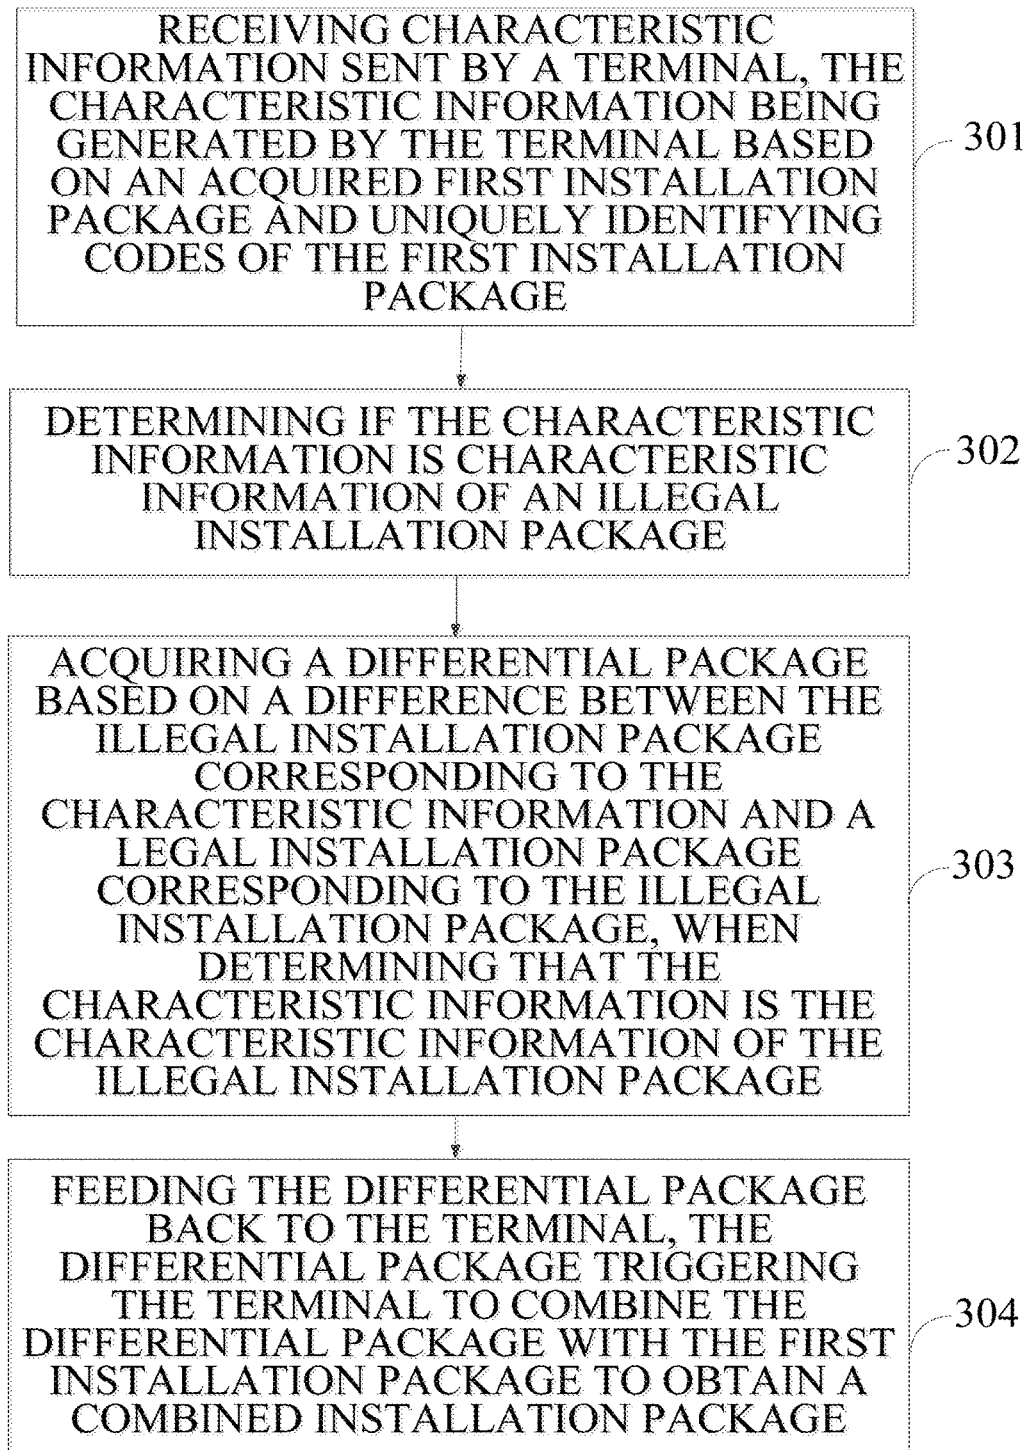 RECEIVING CHARACTERISTIC
INFORMATION SENT BY A TERMINAL, THE
CHARACTERISTIC INFORMATION BEING
GENERATED BY THE TERMINAL BASED
ON AN ACQUIRED FIRST INSTALLATION
PACKAGE AND UNIQUELY IDENTIFYING
CODES OF THE FIRST INSTALLATION
PACKAGE
301
DETERMINING IF THE CHARACTERISTIC
INFORMATION IS CHARACTERISTIC
INFORMATION OF AN ILLEGAL
INSTALLATION PACKAGE
302
ACQUIRING A DIFFERENTIAL PACKAGE
BASED ON A DIFFERENCE BETWEEN THE
ILLEGAL INSTALLATION PACKAGE
CORRESPONDING TO THE
CHARACTERISTIC INFORMATION AND A
LEGAL INSTALLATION PACKAGE
CORRESPONDING TO THE ILLEGAL
INSTALLATION PACKAGE, WHEN
DETERMINING THAT THE
CHARACTERISTIC INFORMATION IS THE
CHARACTERISTIC INFORMATION OF THE
ILLEGAL INSTALLATION PACKAGE
303
FEEDING THE DIFFERENTIAL PACKAGE
BACK TO THE TERMINAL, THE
DIFFERENTIAL PACKAGE TRIGGERING
THE TERMINAL TO COMBINE THE
DIFFERENTIAL PACKAGE WITH THE FIRST
INSTALLATION PACKAGE TO OBTAIN A
COMBINED INSTALLATION PACKAGE
304